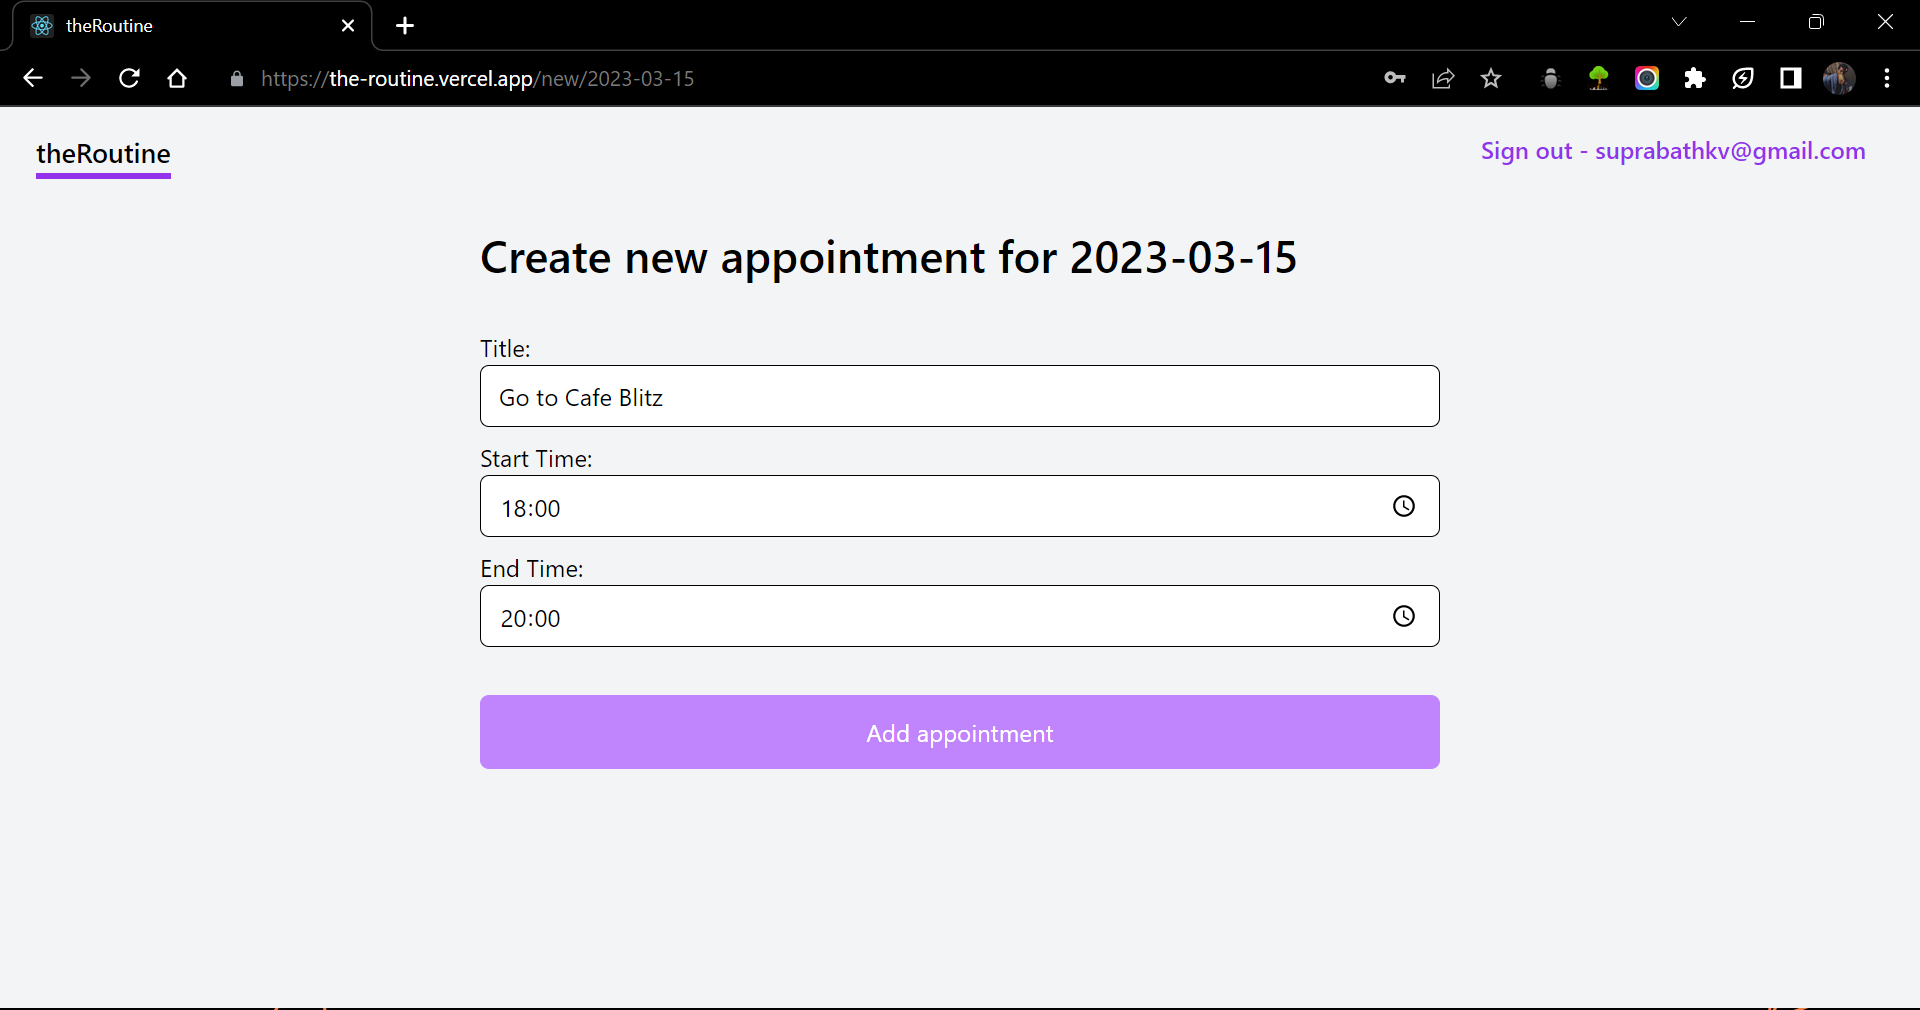 theRoutine
https://the-routine.vercel.app/new/2023-03-15
theRoutine
Sign out - suprabathkv@gmail.com
Create new appointment for 2023-03-15
Title:
Go to Cafe Blitz
Start Time:
18:00
End Time:
20:00
Add appointment